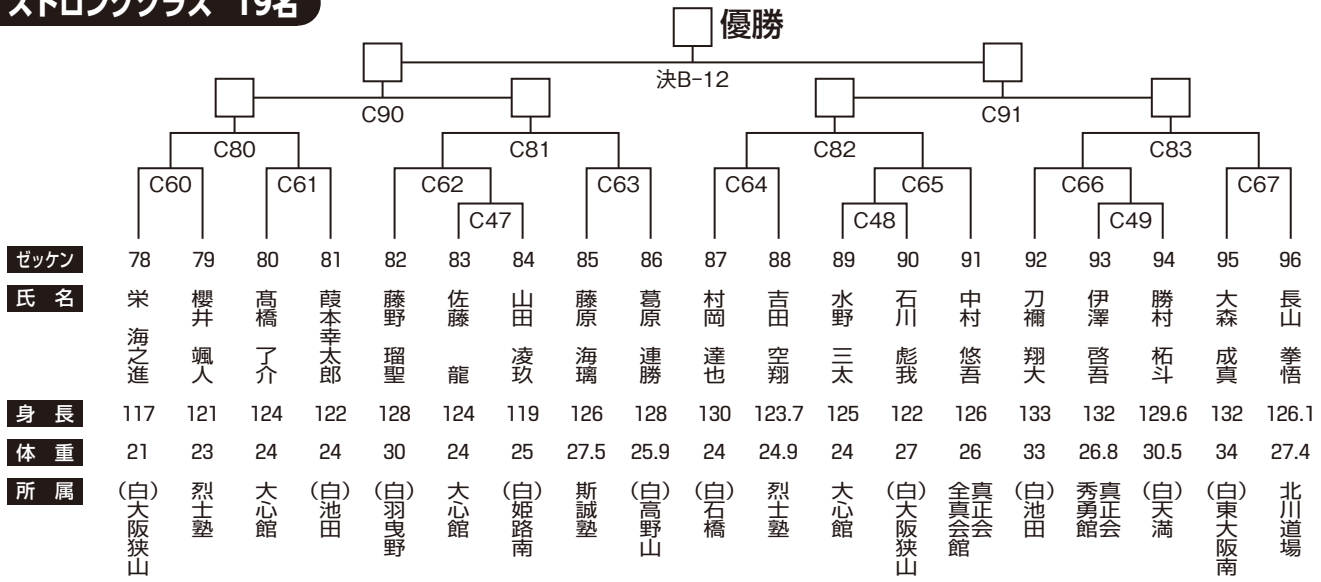 ストロングクラス 19名
優勝
決B-12
C90 C91
C80 C81 C82 C83
C60 C61 C62 C63 C64 C65 C66 C67
C47 C48 C49
ゼッケン 78 79 80 81 82 83 84 85 86 87 88 89 90 91 92 93 94 95 96
氏 名 栄 海之進 櫻井 颯人 髙橋 了介 葭本幸太郎 藤野 瑠聖 佐藤 龍 山田 凌玖 藤原 海璃 葛原 連勝 村岡 達也 吉田 空翔 水野 三太 石川 彪我 中村 悠吾 刀禰 翔大 伊澤 啓吾 勝村 柘斗 大森 成真 長山 拳悟
身 長 117 121 124 122 128 124 119 126 128 130 123.7 125 122 126 133 132 129.6 132 126.1
体 重 21 23 24 24 30 24 25 27.5 25.9 24 24.9 24 27 26 33 26.8 30.5 34 27.4
所 属 (白)大阪狭山 烈士塾 大心館 (白)池田 (白)羽曳野 大心館 (白)姫路南 斯誠塾 (白)高野山 (白)石橋 烈士塾 大心館 (白)大阪狭山 真正会全真会館 (白)池田 真正会秀勇館 (白)天満 (白)東大阪南 北川道場